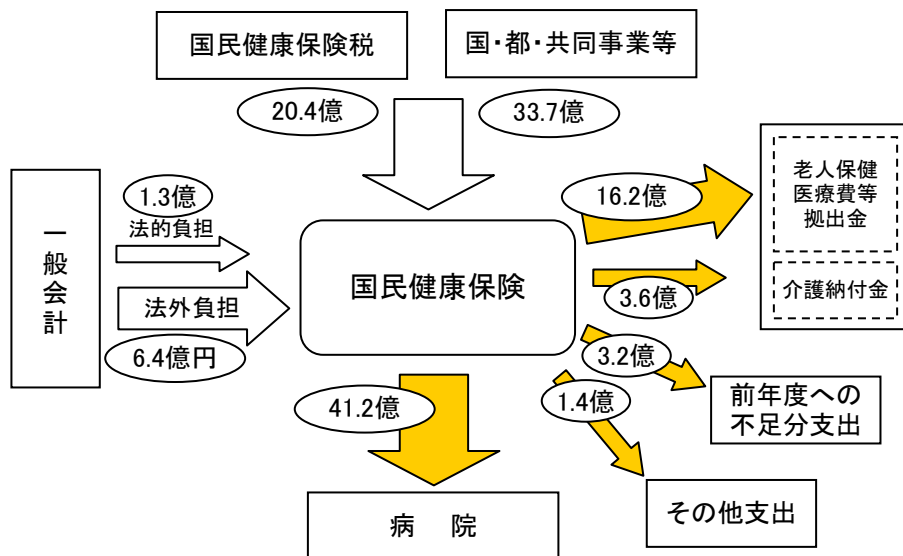 国民健康保険税
国・都・共同事業等
20.4億
33.7億
1.3億
法的負担
一般会計
法外負担
6.4億円
国民健康保険
16.2億
老人保健
医療費等
拠出金
3.6億
介護納付金
3.2億
前年度への
不足分支出
1.4億
その他支出
41.2億
病 院